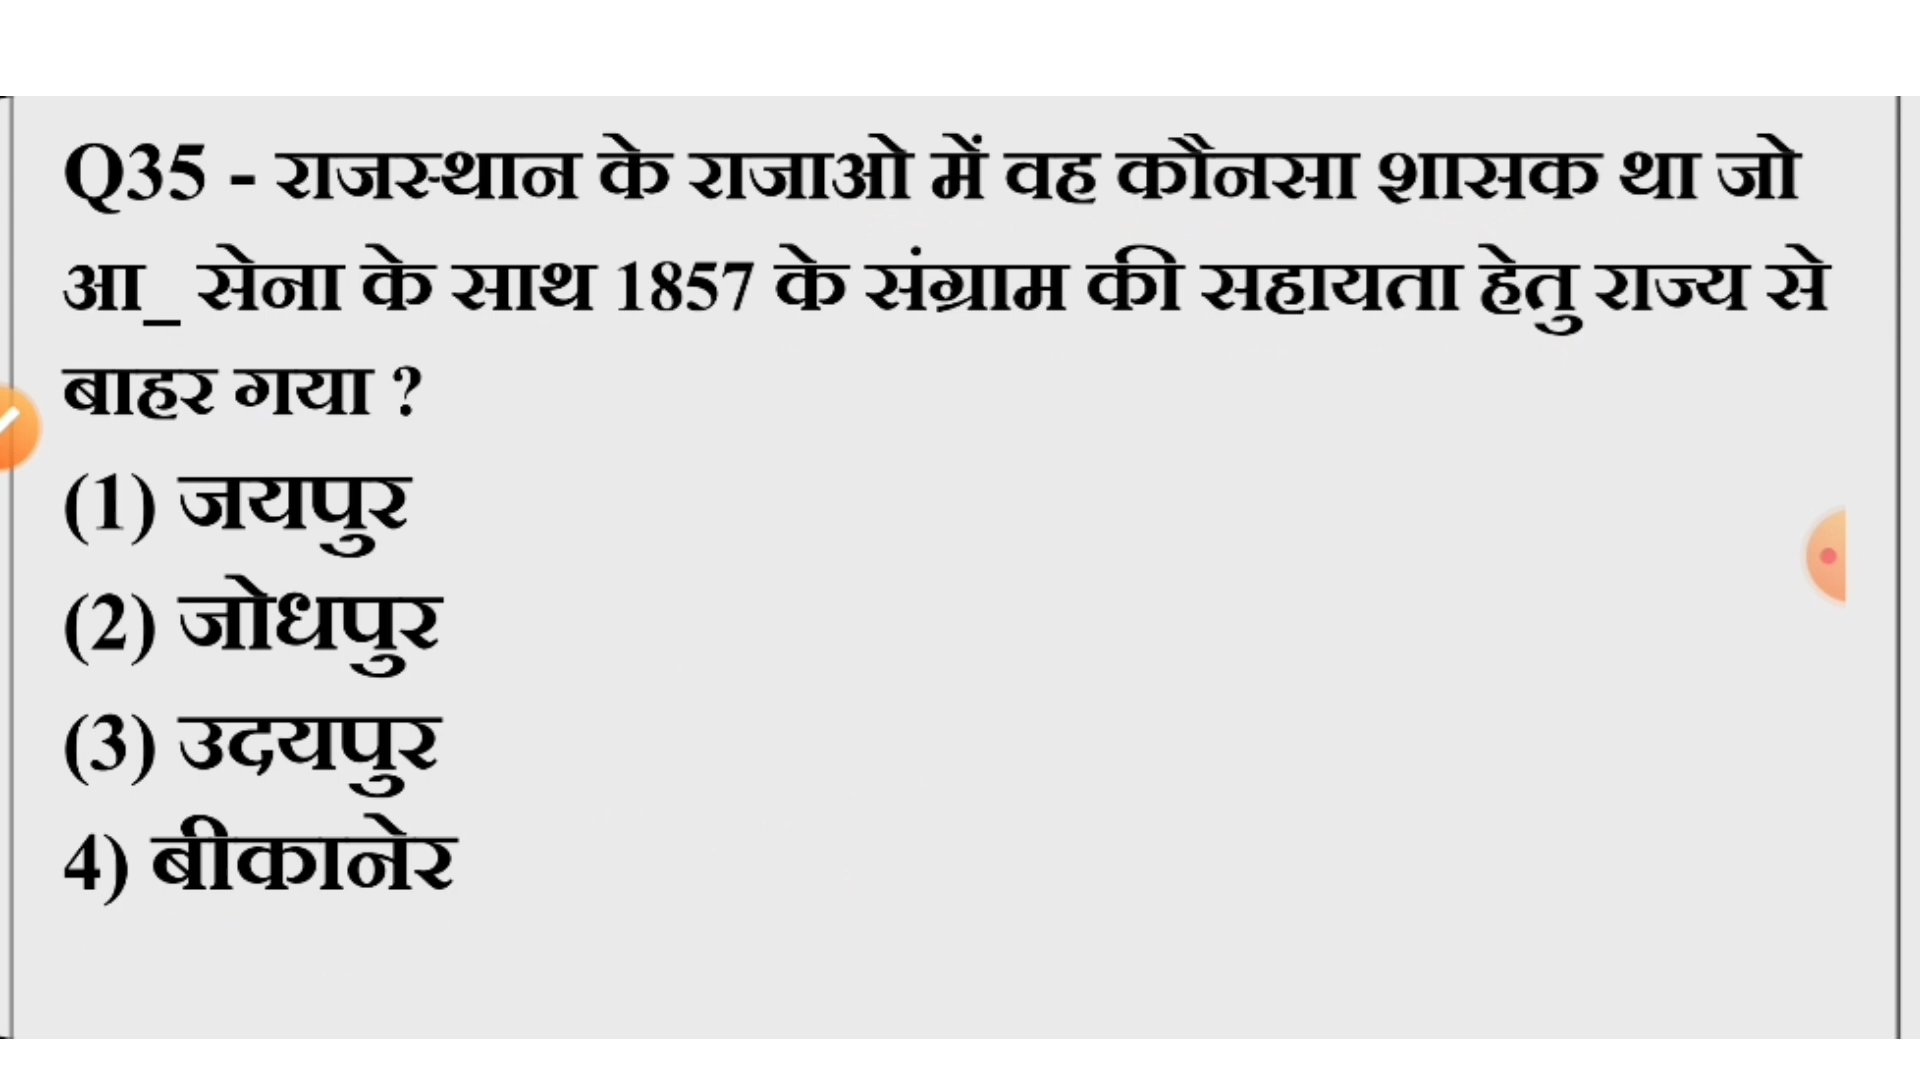 Q35 - राजस्थान के राजाओ में वह कौनसा शासक था जो
आ_ सेना के साथ 1857 के संग्राम की सहायता हेतु राज्य से
बाहर गया ?
(1) जयपुर
(2) जोधपुर
(3) उदयपुर
4) बीकानेर